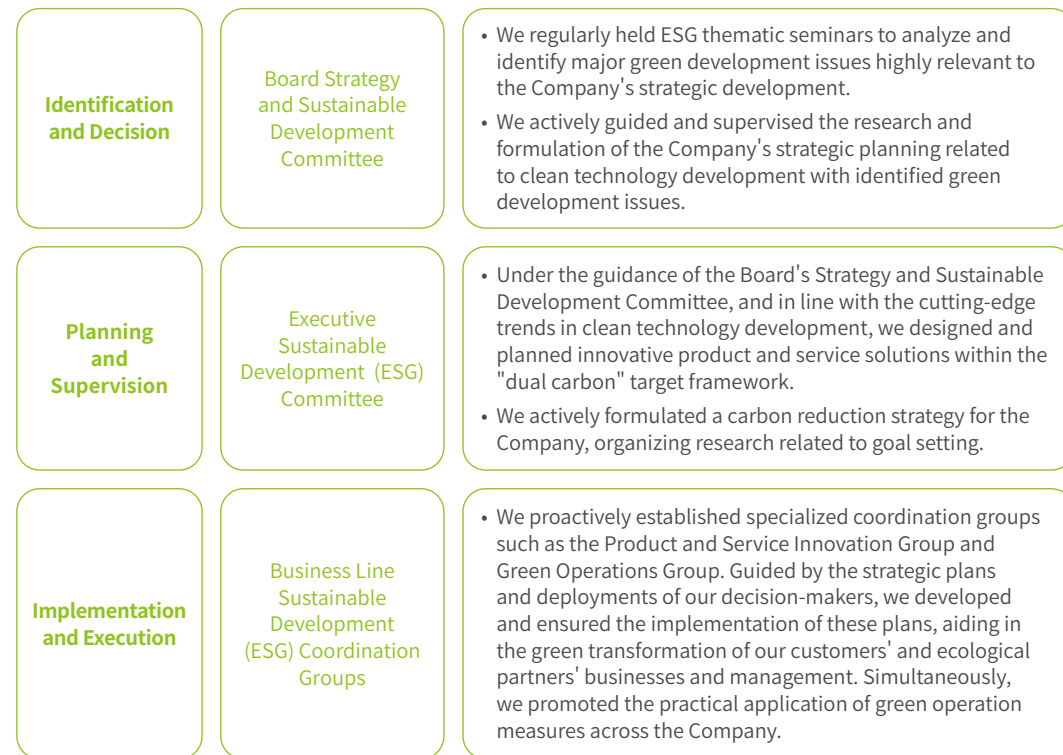 Identification
and Decision
Board Strategy
and Sustainable
Development
Committee
• We regularly held ESG thematic seminars to analyze and
identify major green development issues highly relevant to
the Company's strategic development.
• We actively guided and supervised the research and
formulation of the Company's strategic planning related
to clean technology development with identified green
development issues.
Planning
and
Supervision
Executive
Sustainable
Development (ESG)
Committee
• Under the guidance of the Board's Strategy and Sustainable
Development Committee, and in line with the cutting-edge
trends in clean technology development, we designed and
planned innovative product and service solutions within the
"dual carbon" target framework.
• We actively formulated a carbon reduction strategy for the
Company, organizing research related to goal setting.
Implementation
and Execution
Business Line
Sustainable
Development
(ESG) Coordination
Groups
• We proactively established specialized coordination groups
such as the Product and Service Innovation Group and
Green Operations Group. Guided by the strategic plans
and deployments of our decision-makers, we developed
and ensured the implementation of these plans, aiding in
the green transformation of our customers' and ecological
partners' businesses and management. Simultaneously,
we promoted the practical application of green operation
measures across the Company.